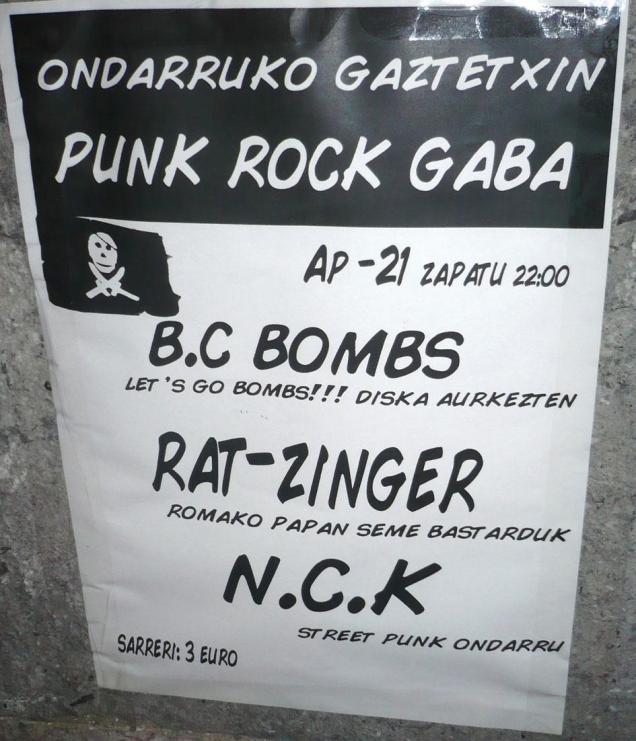 ONDARRUKO GAZTETXIN
PUNK ROCK GABA
AP-21 ZAPATU 22:00
B.C BOMBS
LET'S GO BOMBS!!! DISKA AURKEZTEN
RAT-ZINGER
ROMAKO PAPAN SEME BASTARDUK
N.C.K
STREET PUNK ONDARRU
SARRERI: 3 EURO